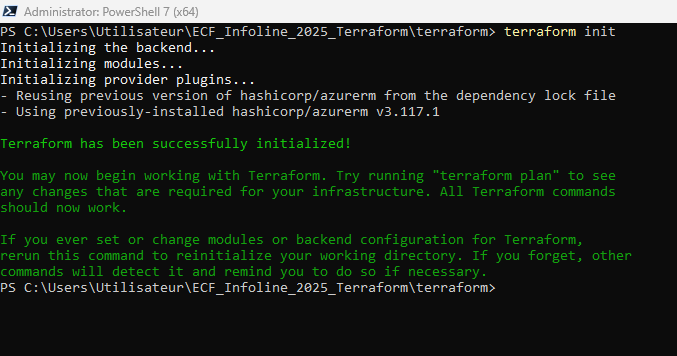 Administrator: PowerShell 7 (x64)
PS C:\Users\Utilisateur\ECF_Infoline_2025_Terraform\terraform> terraform init
Initializing the backend...
Initializing modules...
Initializing provider plugins...
- Reusing previous version of hashicorp/azurerm from the dependency lock file
- Using previously-installed hashicorp/azurerm v3.117.1
Terraform has been successfully initialized!
You may now begin working with Terraform. Try running "terraform plan" to see
any changes that are required for your infrastructure. All Terraform commands
should now work.
If you ever set or change modules or backend configuration for Terraform,
rerun this command to reinitialize your working directory. If you forget, other
commands will detect it and remind you to do so if necessary.
PS C:\Users\Utilisateur\ECF_Infoline_2025_Terraform\terraform>